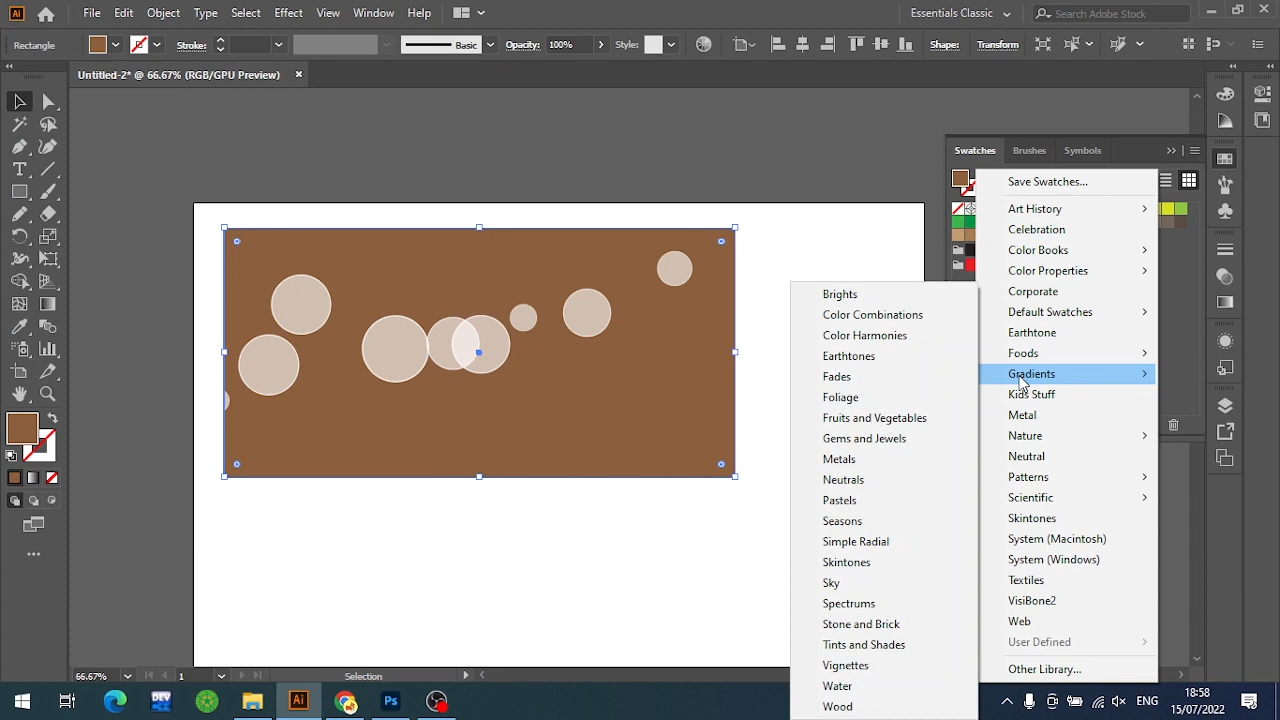 Ai File Edit Object Type Select Effect View Window Help Essentials Classic Search Adobe Stock
Rectangle Stroke: Basic Opacity: 100% Style: Shape: Transform
Untitled-2* @ 66.67% (RGB/GPU Preview)
Swatches Brushes Symbols
Save Swatches...
Art History
Celebration
Color Books
Color Properties
Corporate
Default Swatches
Earthtone
Foods
Gradients
Kids Stuff
Metal
Nature
Neutral
Patterns
Scientific
Skintones
System (Macintosh)
System (Windows)
Textiles
VisiBone2
Web
User Defined
Other Library...
Brights
Color Combinations
Color Harmonies
Earthtones
Fades
Foliage
Fruits and Vegetables
Gems and Jewels
Metals
Neutrals
Pastels
Seasons
Simple Radial
Skintones
Sky
Spectrums
Stone and Brick
Tints and Shades
Vignettes
Water
Wood
66.67% 1 Selection
DEV Ai Ps ENG 18:58
15/07/2022